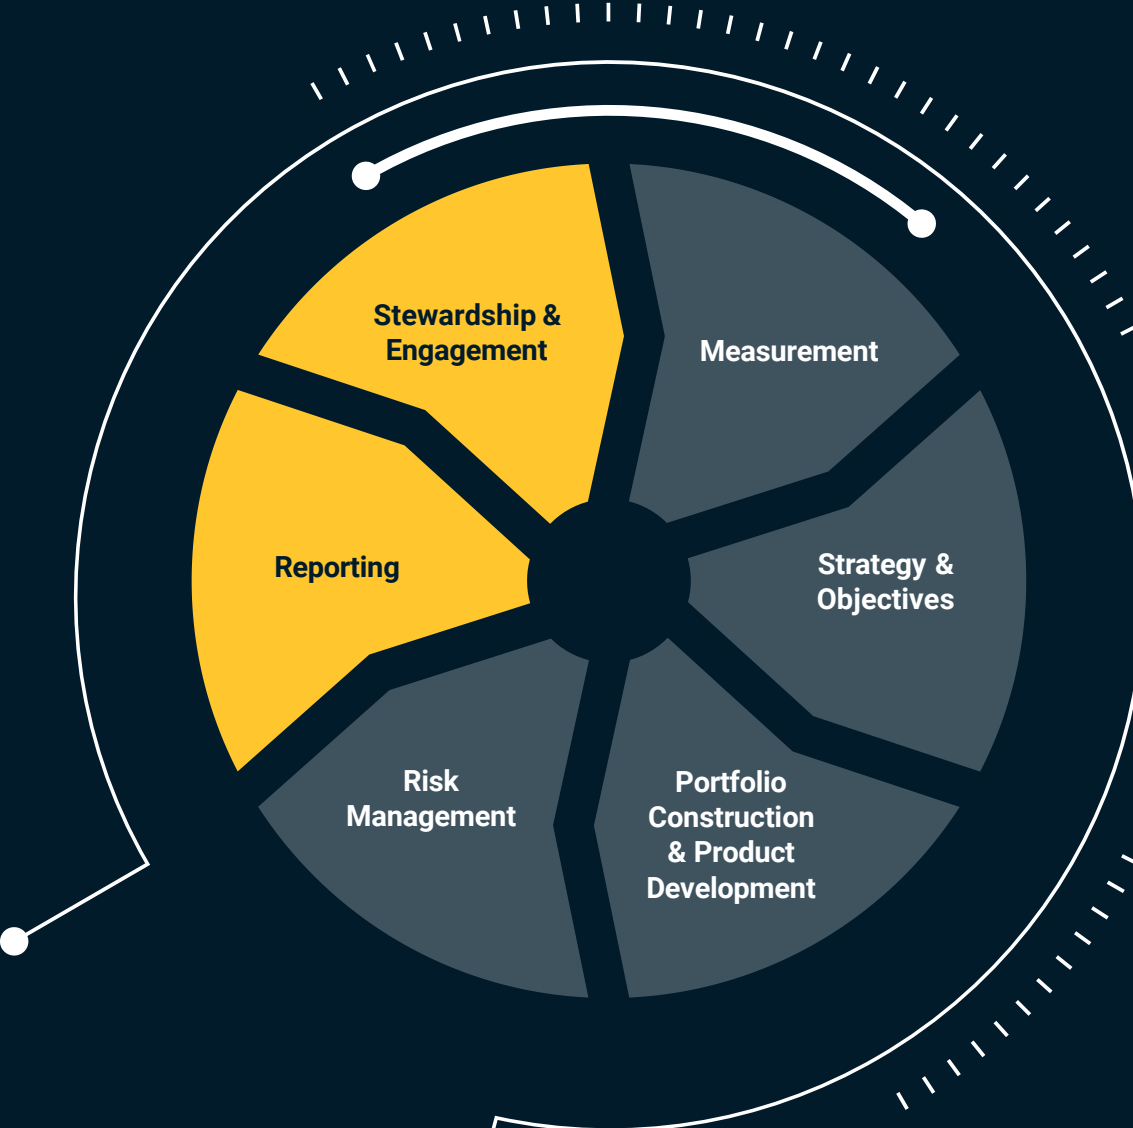 Stewardship &
Engagement
Measurement
Strategy &
Objectives
Portfolio
Construction
& Product
Development
Risk
Management
Reporting